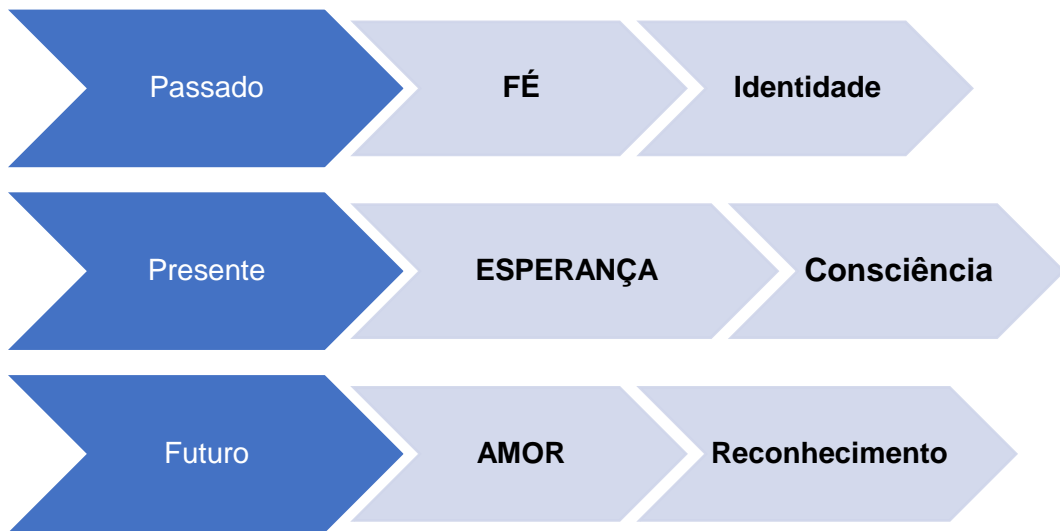 Passado FÉ Identidade
Presente ESPERANÇA Consciência
Futuro AMOR Reconhecimento